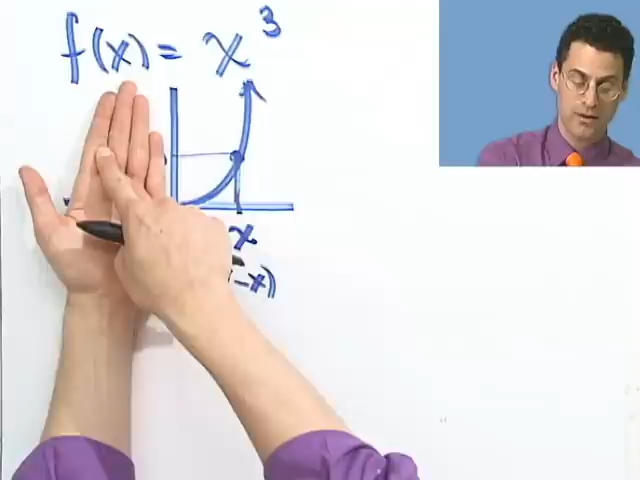 f(x) = x³
x
(-x)